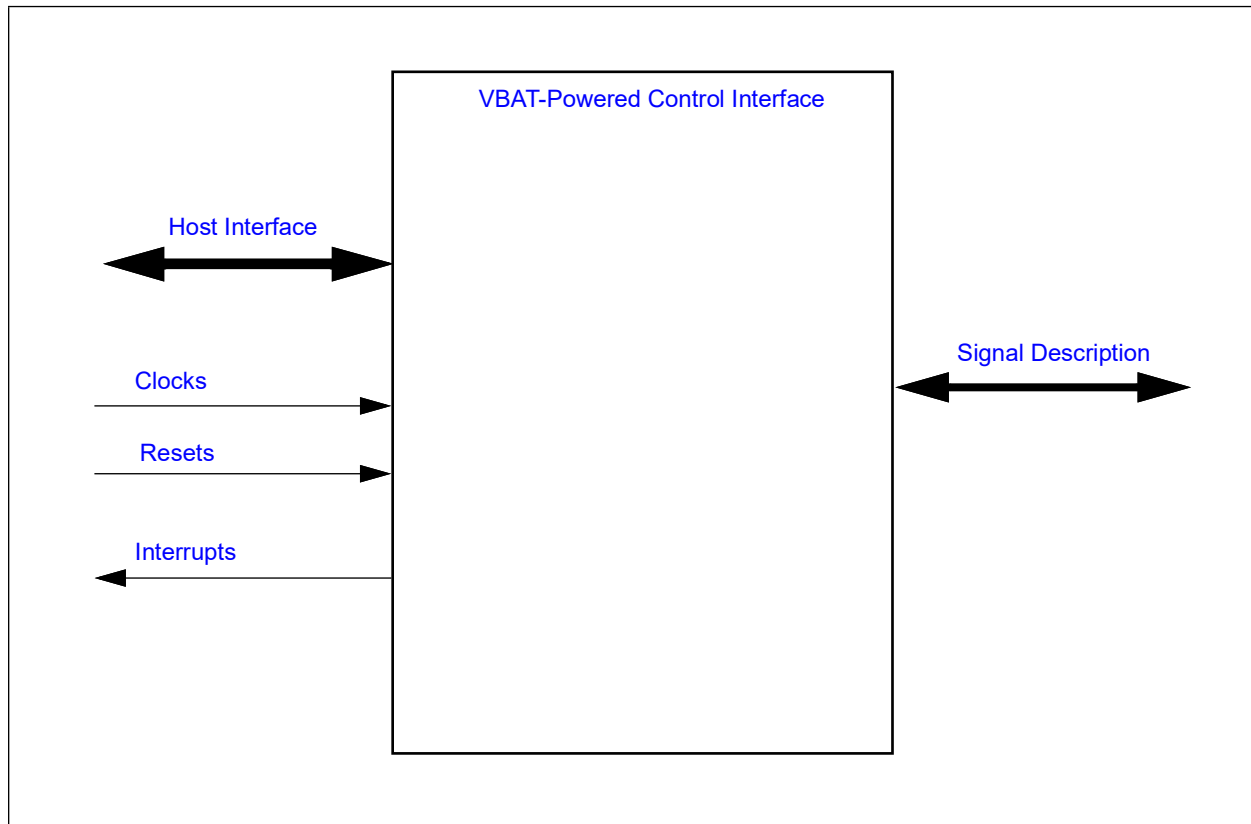 VBAT-Powered Control Interface
Host Interface
Signal Description
Clocks
Resets
Interrupts